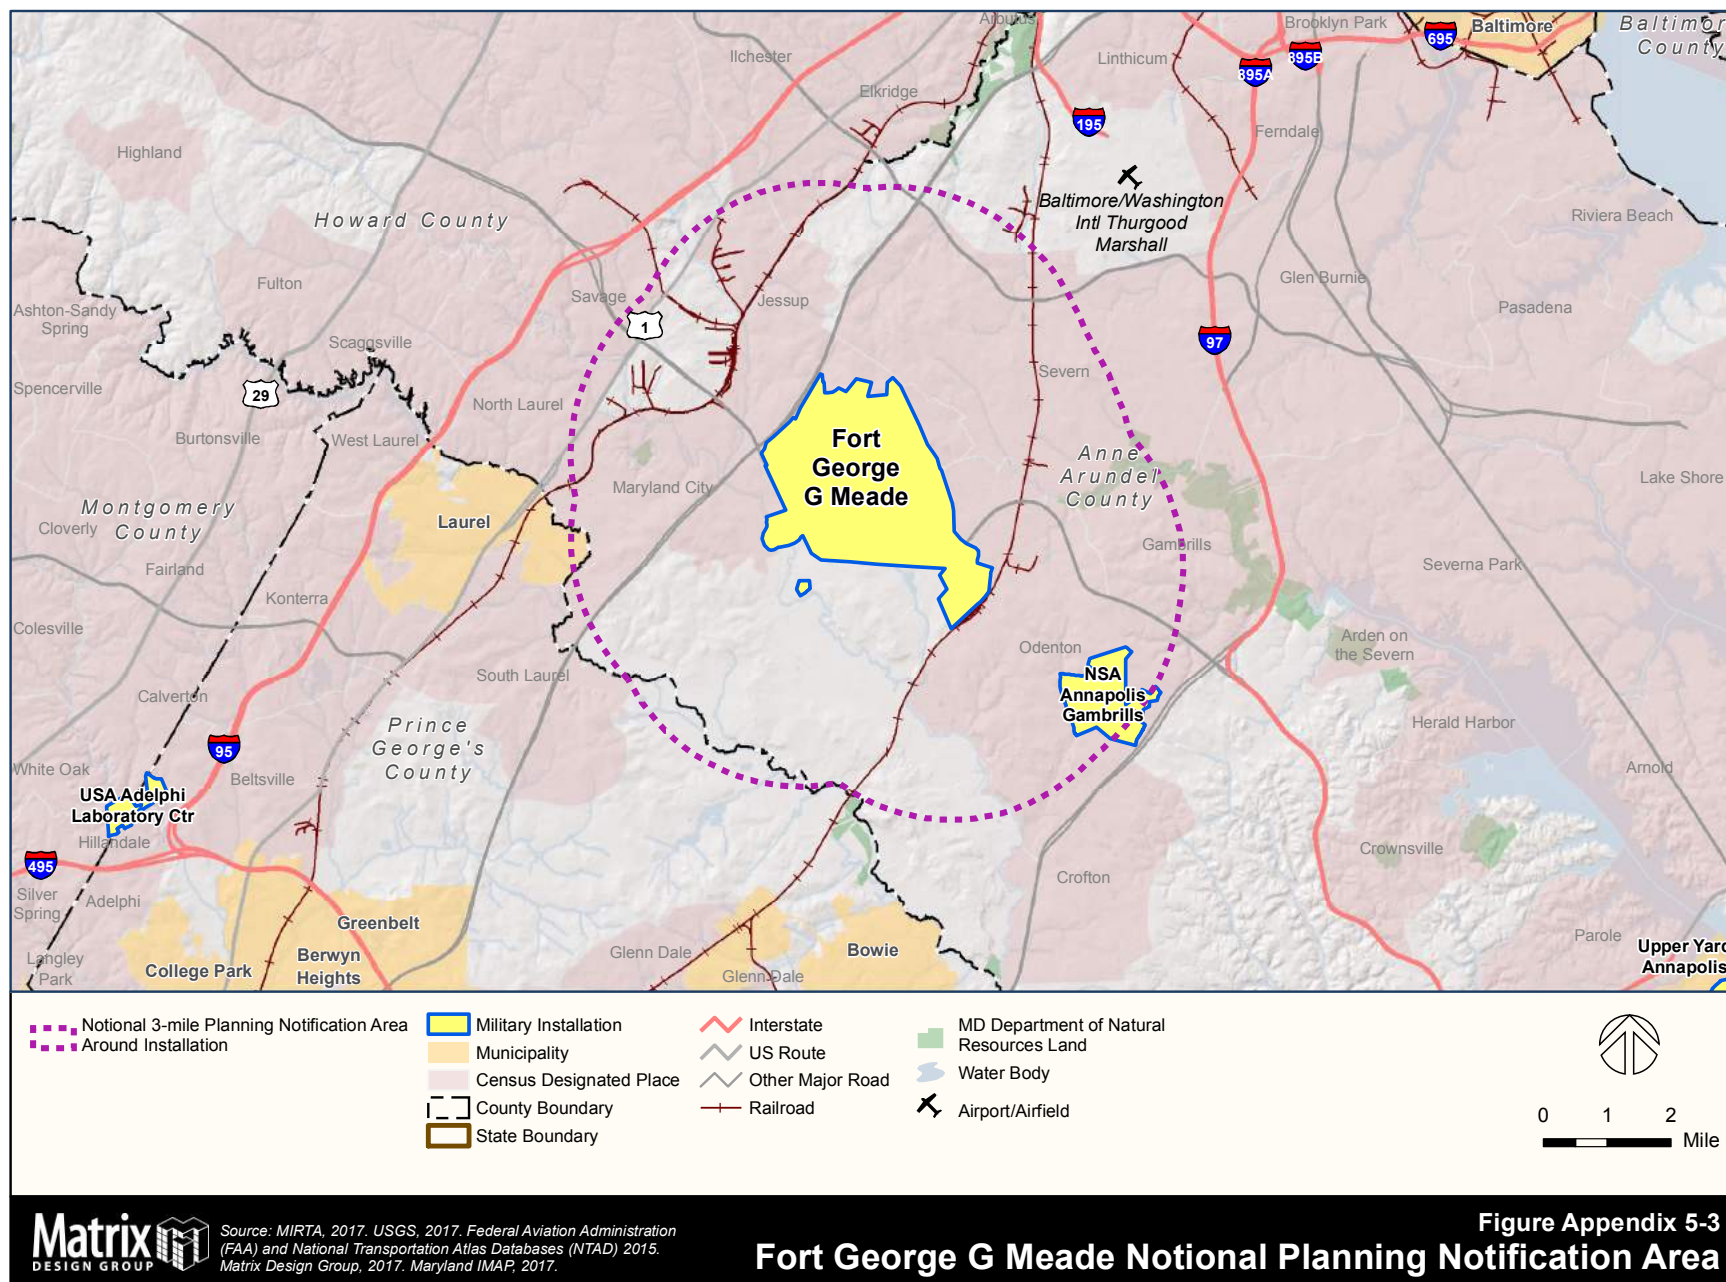 Arbutus
Brooklyn Park
Baltimore
Baltimor
County
695
895B
895A
Ilchester
Linthicum
Elkridge
195
Ferndale
Highland
Baltimore/Washington
Intl Thurgood
Marshall
Howard County
Riviera Beach
Fulton
Glen Burnie
Savage
Jessup
Pasadena
Ashton-Sandy
Spring
1
Scaggsville
97
Severn
Spencerville
29
North Laurel
Burtonsville
West Laurel
Fort
George
G Meade
Anne
Arundel
County
Lake Shore
Maryland City
Montgomery
County
Cloverly
Laurel
Gambrills
Fairland
Severna Park
Konterra
Colesville
Arden on
the Severn
Odenton
South Laurel
NSA
Annapolis
Gambrills
Calverton
Prince
George's
County
Herald Harbor
95
White Oak
Beltsville
Arnold
USA Adelphi
Laboratory Ctr
Hillandale
Crownsville
495
Crofton
Silver
Spring
Adelphi
Greenbelt
Parole
Glenn Dale
Bowie
Upper Yard
Annapolis
Langley
Park
College Park
Berwyn
Heights
Glenn Dale
Notional 3-mile Planning Notification Area
Around Installation
Military Installation
Municipality
Census Designated Place
County Boundary
State Boundary
Interstate
US Route
Other Major Road
Railroad
MD Department of Natural
Resources Land
Water Body
Airport/Airfield
0 1 2
Mile
Matrix
DESIGN GROUP
Source: MIRTA, 2017. USGS, 2017. Federal Aviation Administration
(FAA) and National Transportation Atlas Databases (NTAD) 2015.
Matrix Design Group, 2017. Maryland IMAP, 2017.
Figure Appendix 5-3
Fort George G Meade Notional Planning Notification Area